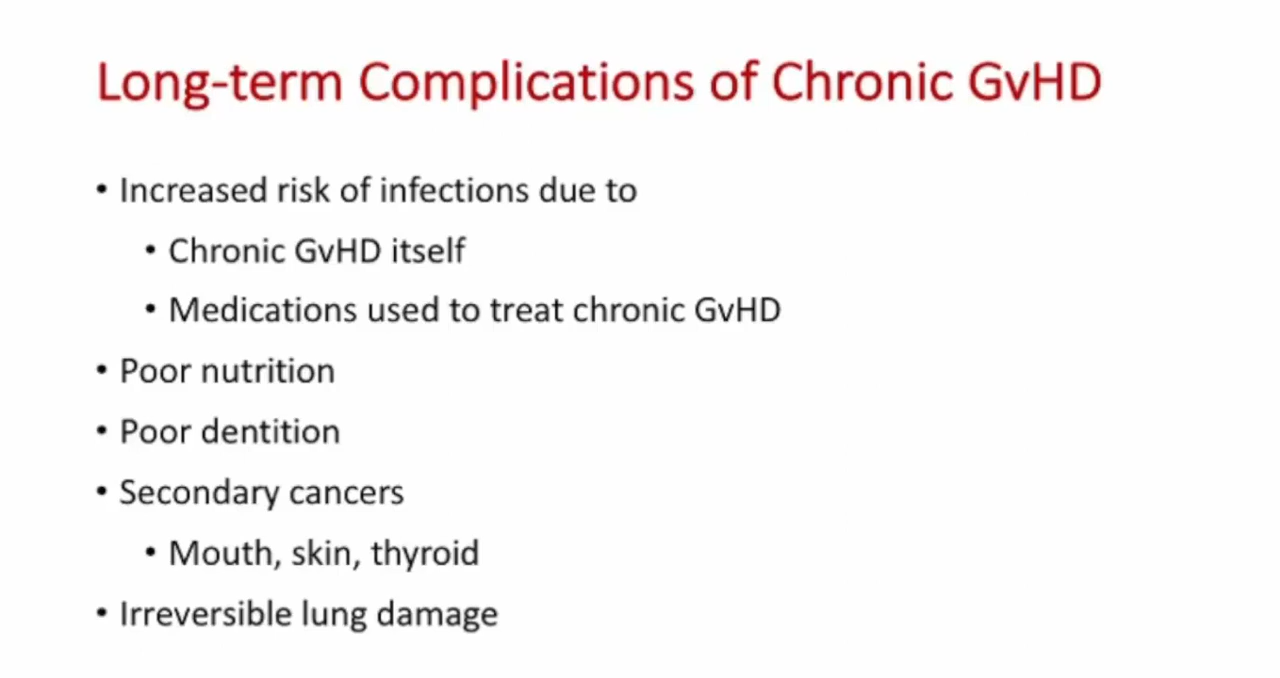 Long-term Complications of Chronic GvHD
• Increased risk of infections due to
• Chronic GvHD itself
• Medications used to treat chronic GvHD
• Poor nutrition
• Poor dentition
• Secondary cancers
• Mouth, skin, thyroid
• Irreversible lung damage